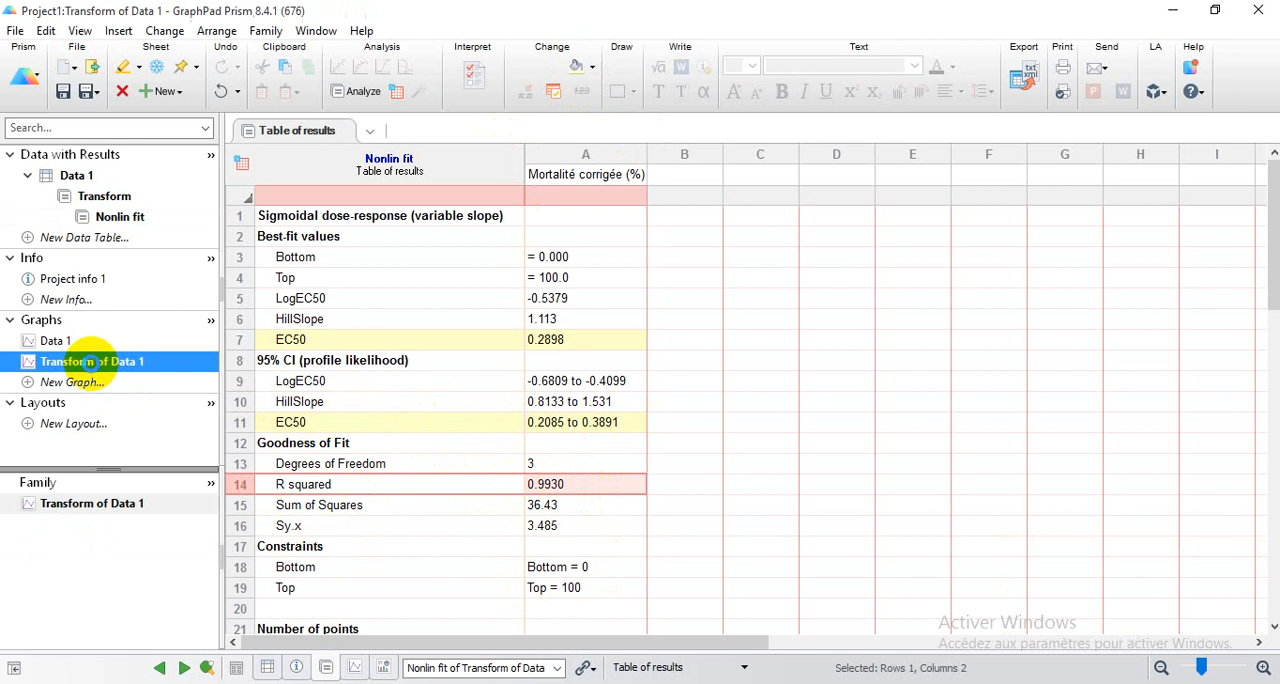 Project1:Transform of Data 1 - GraphPad Prism 8.4.1 (676)
File Edit View Insert Change Arrange Family Window Help
Prism File Sheet Undo Clipboard Analysis Interpret Change Draw Write Text Export Print Send LA Help
New
Analyze
Search...
Data with Results
Data 1
Transform
Nonlin fit
New Data Table...
Info
Project info 1
New Info...
Graphs
Data 1
Transform of Data 1
New Graph...
Layouts
New Layout...
Family
Transform of Data 1
Table of results
Nonlin fit A B C D E F G H I
Table of results Mortalité corrigée (%)
1 Sigmoidal dose-response (variable slope)
2 Best-fit values
3 Bottom = 0.000
4 Top = 100.0
5 LogEC50 -0.5379
6 HillSlope 1.113
7 EC50 0.2898
8 95% CI (profile likelihood)
9 LogEC50 -0.6809 to -0.4099
10 HillSlope 0.8133 to 1.531
11 EC50 0.2085 to 0.3891
12 Goodness of Fit
13 Degrees of Freedom 3
14 R squared 0.9930
15 Sum of Squares 36.43
16 Sy.x 3.485
17 Constraints
18 Bottom Bottom = 0
19 Top Top = 100
20
21 Number of points
Activer Windows
Accédez aux paramètres pour activer Windows.
Nonlin fit of Transform of Data Table of results Selected: Rows 1, Columns 2